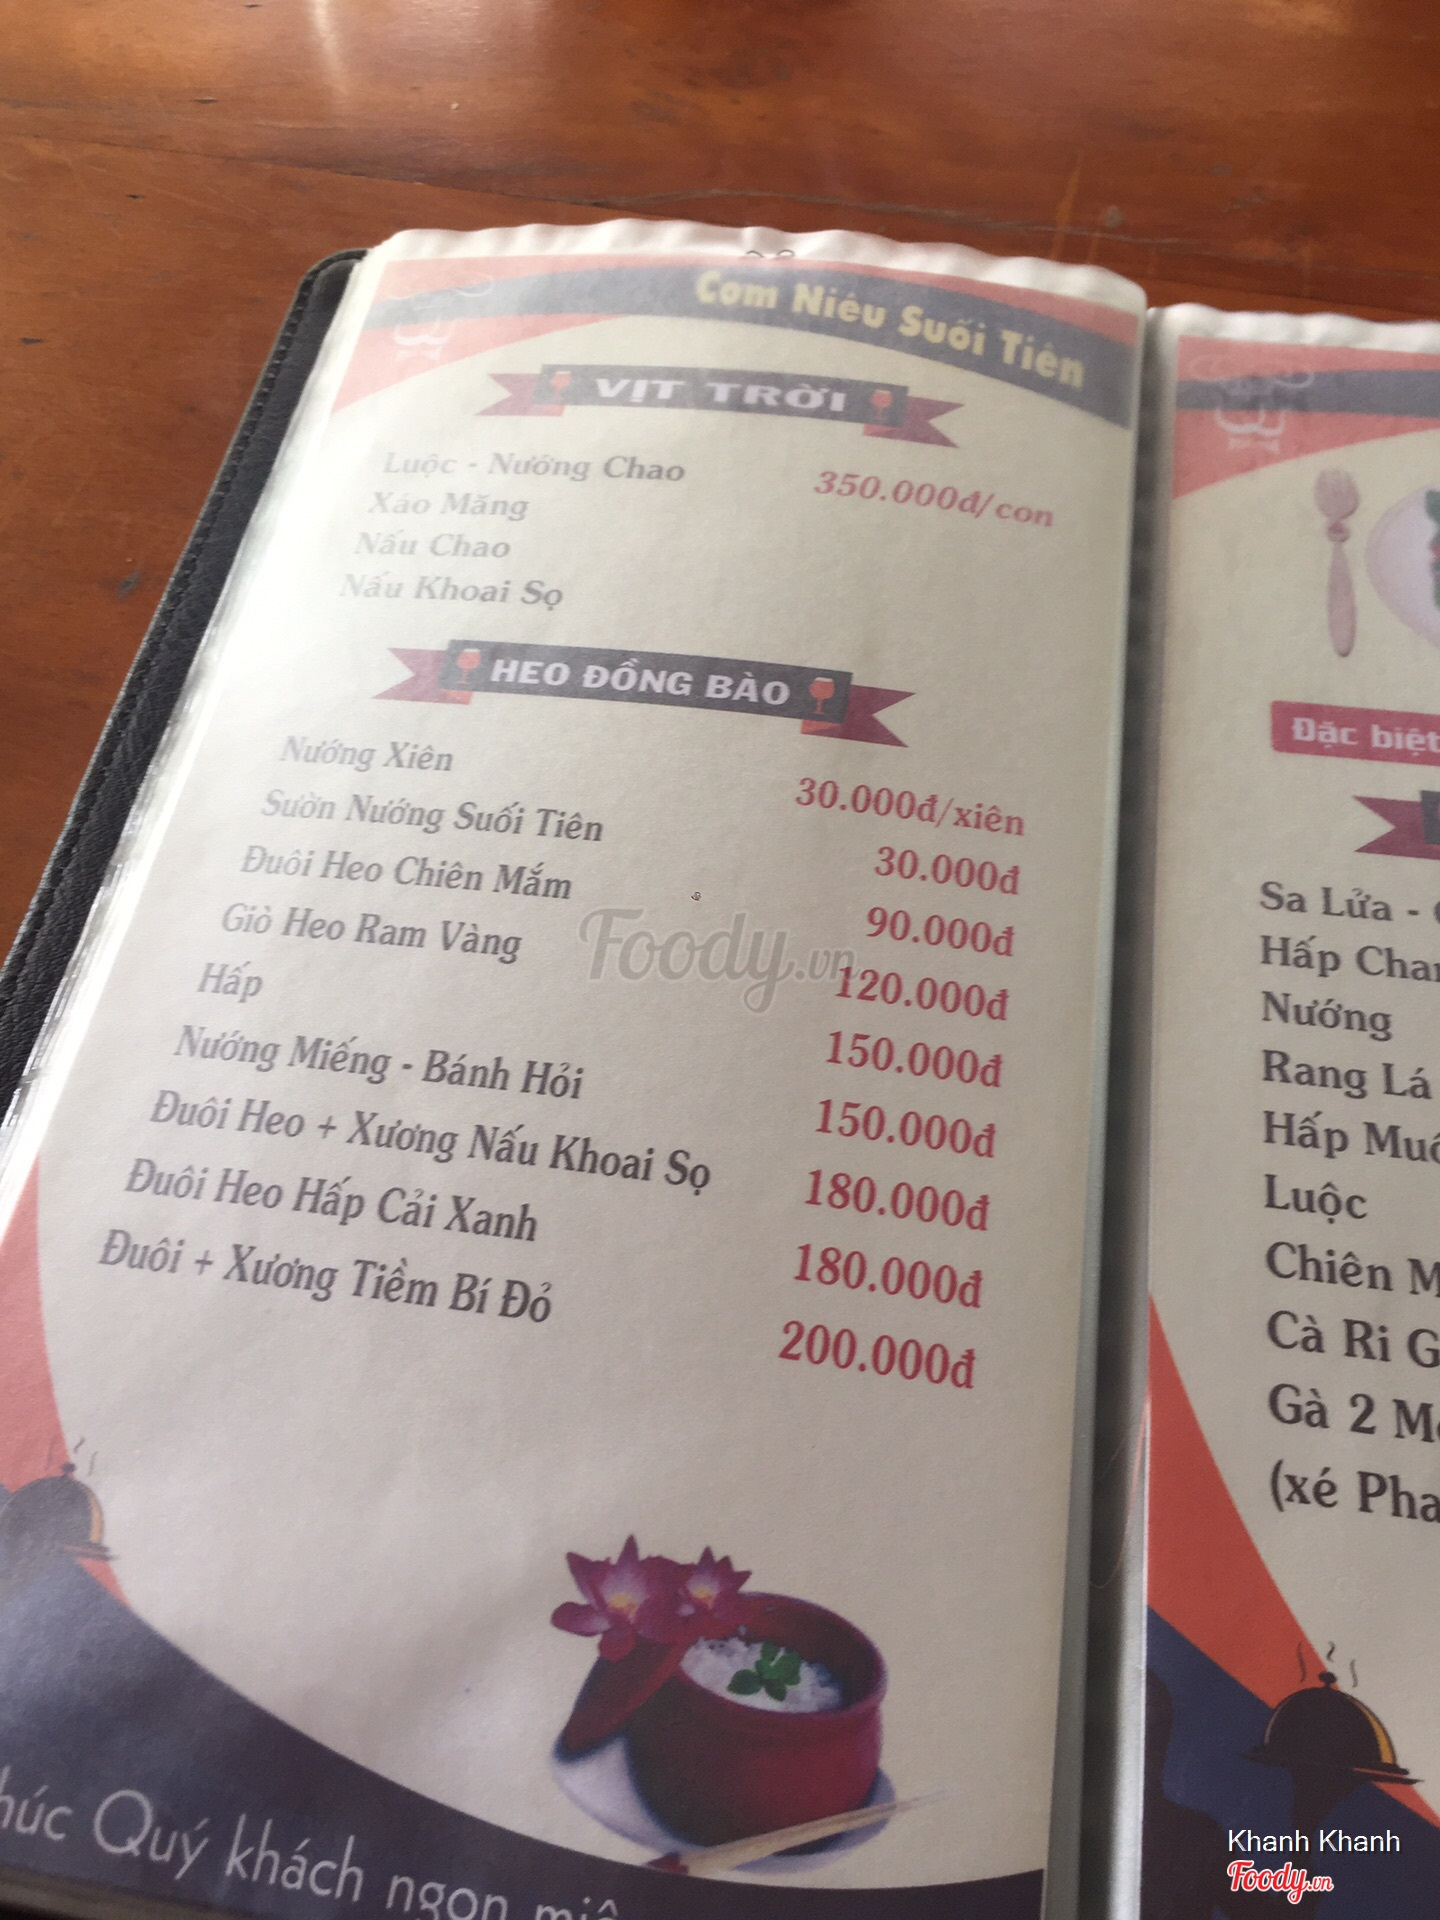 Cơm Niêu Suối Tiên
VỊT TRỜI
Luộc - Nướng Chao 350.000đ/con
Xáo Măng
Nấu Chao
Nấu Khoai Sọ
HEO ĐỒNG BÀO
Nướng Xiên 30.000đ/xiên
Sườn Nướng Suối Tiên 30.000đ
Đuôi Heo Chiên Mắm 90.000đ
Giò Heo Ram Vàng 120.000đ
Hấp 150.000đ
Nướng Miếng - Bánh Hỏi 150.000đ
Đuôi Heo + Xương Nấu Khoai Sọ 180.000đ
Đuôi Heo Hấp Cải Xanh 180.000đ
Đuôi + Xương Tiềm Bí Đỏ 200.000đ
Quý khách ngon
Đặc biệt
Sa Lửa -
Hấp
Nướng
Rang Lá
Hấp
Luộc
Chiên
Cà Ri
Gà 2
(xé
Foody.vn
Khanh Khanh
Foody.vn